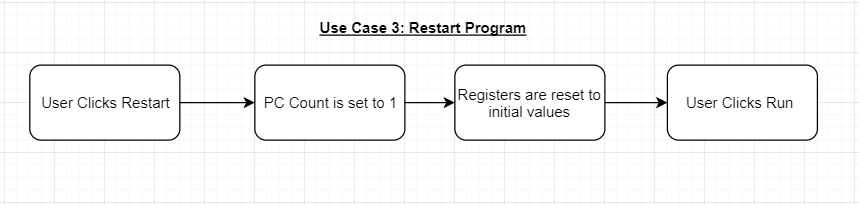 Use Case 3: Restart Program
User Clicks Restart
PC Count is set to 1
Registers are reset to
initial values
User Clicks Run